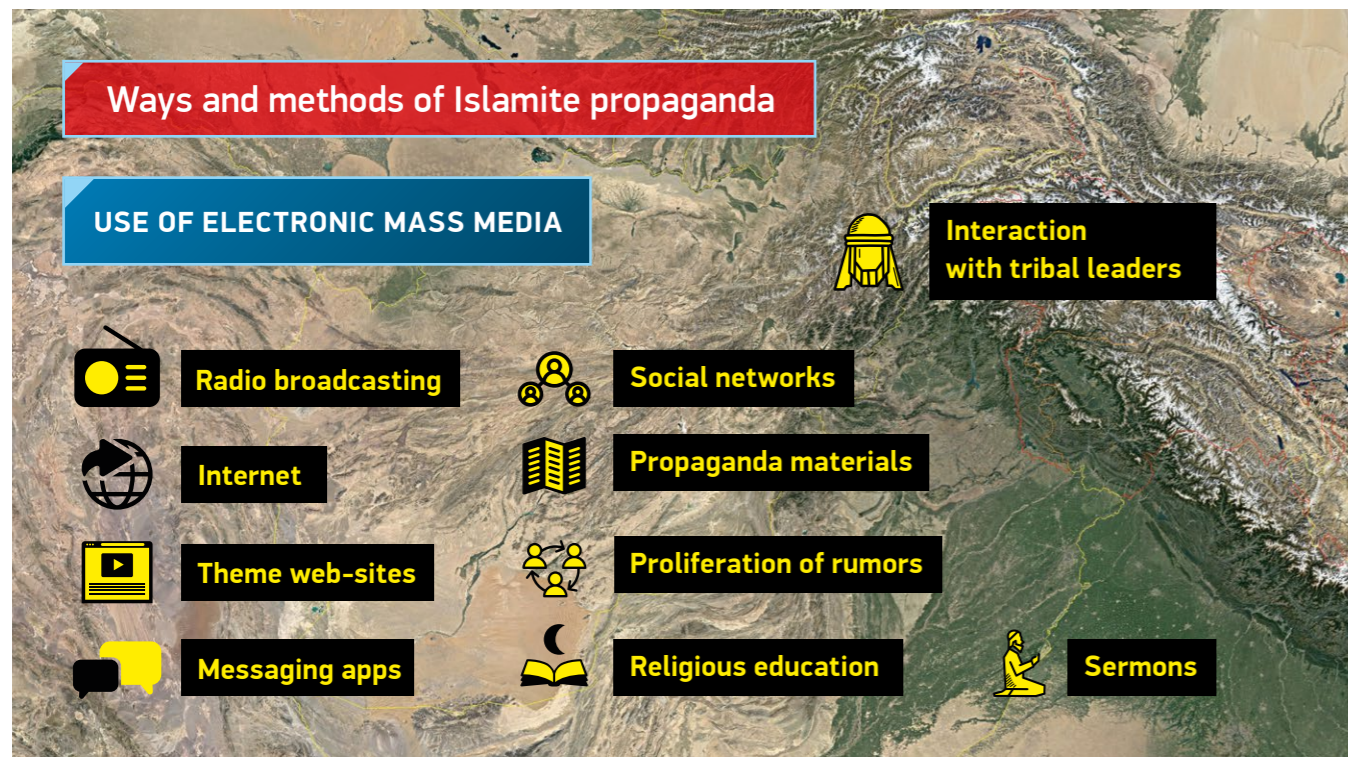 Ways and methods of Islamite propaganda
USE OF ELECTRONIC MASS MEDIA
Interaction
with tribal leaders
Radio broadcasting
Social networks
Internet
Propaganda materials
Theme web-sites
Proliferation of rumors
Messaging apps
Religious education
Sermons